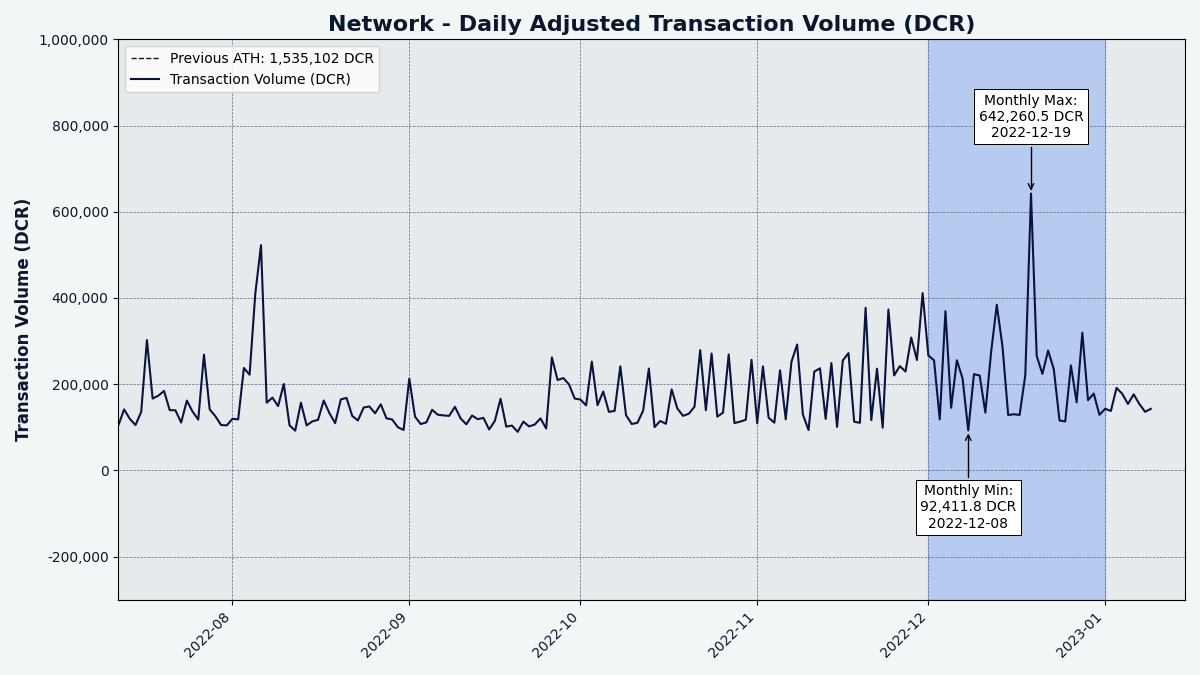 Network - Daily Adjusted Transaction Volume (DCR)
Transaction Volume (DCR)
1,000,000
800,000
600,000
400,000
200,000
0
-200,000
Previous ATH: 1,535,102 DCR
Transaction Volume (DCR)
Monthly Max:
642,260.5 DCR
2022-12-19
Monthly Min:
92,411.8 DCR
2022-12-08
2022-08
2022-09
2022-10
2022-11
2022-12
2023-01